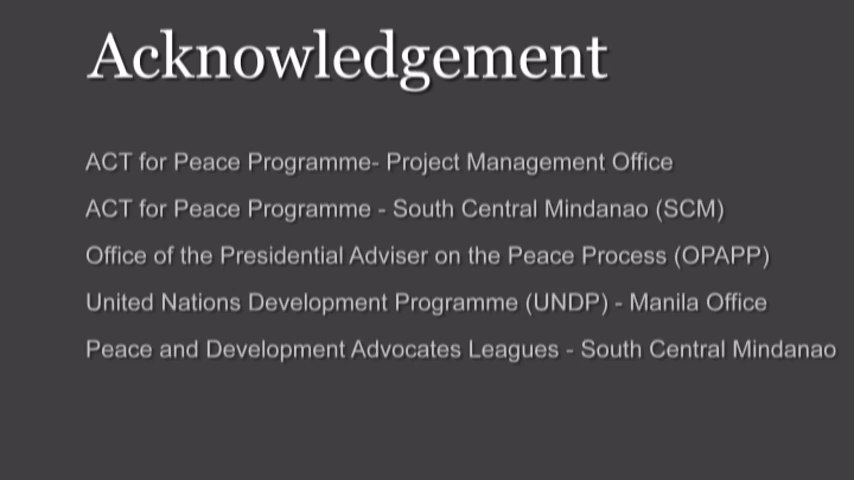 Acknowledgement
ACT for Peace Programme- Project Management Office
ACT for Peace Programme - South Central Mindanao (SCM)
Office of the Presidential Adviser on the Peace Process (OPAPP)
United Nations Development Programme (UNDP) - Manila Office
Peace and Development Advocates Leagues - South Central Mindanao